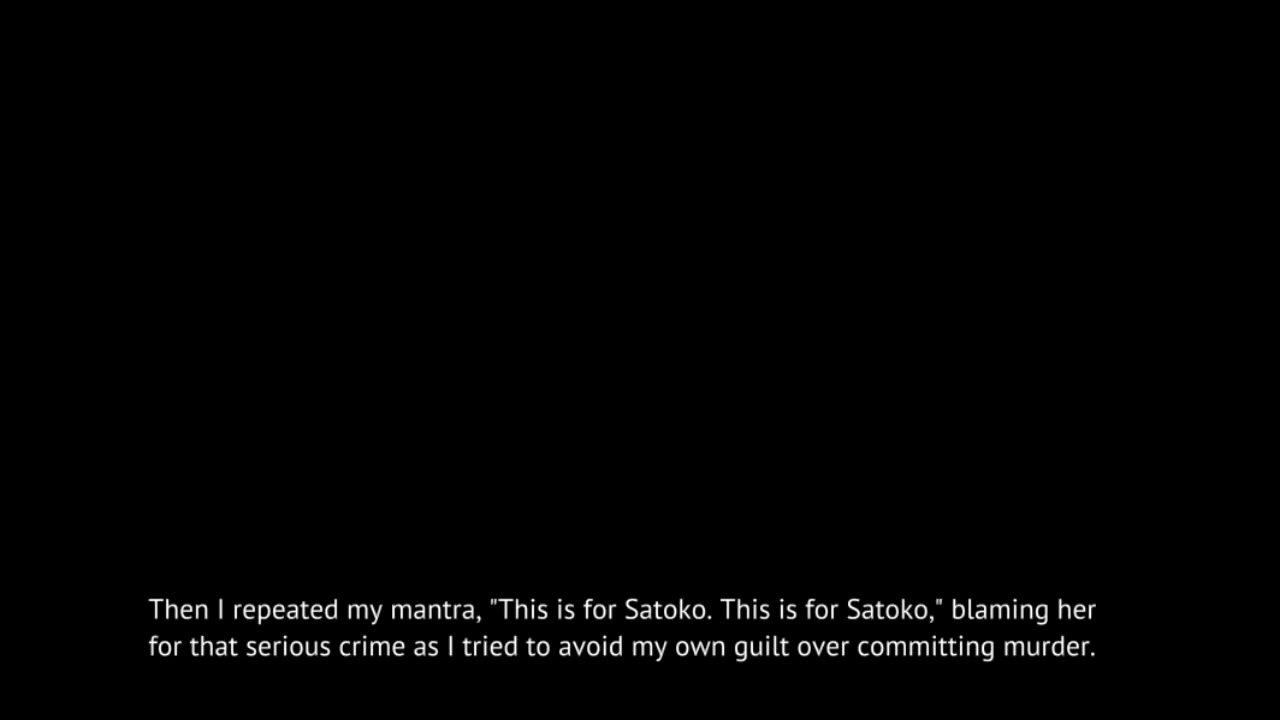 Then I repeated my mantra, "This is for Satoko. This is for Satoko," blaming her
for that serious crime as I tried to avoid my own guilt over committing murder.